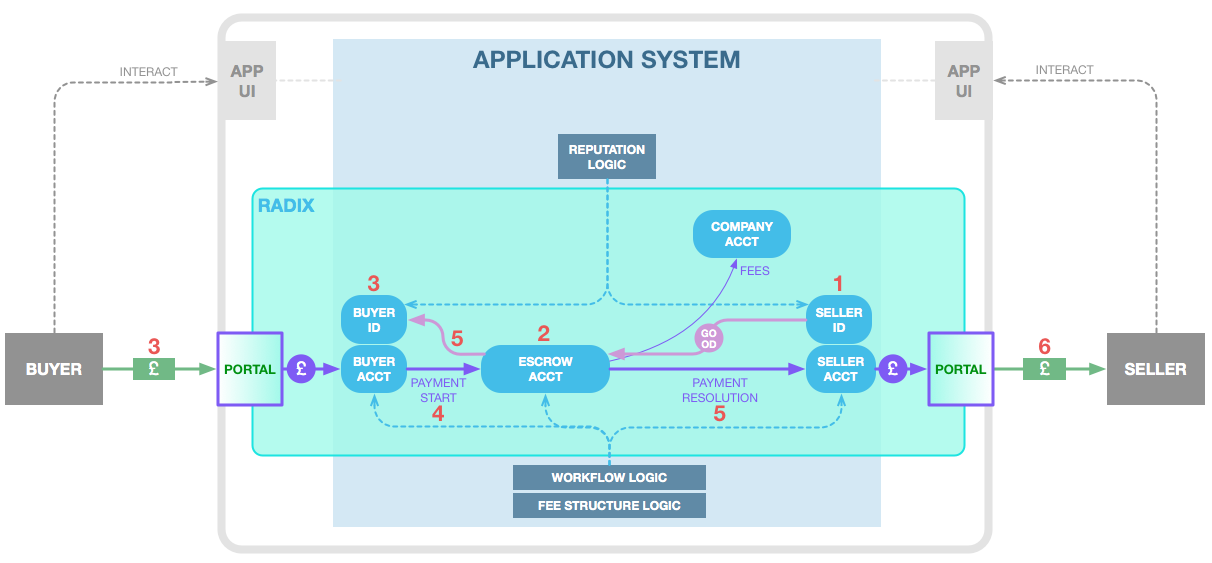 APPLICATION SYSTEM
INTERACT
APP
UI
APP
UI
INTERACT
REPUTATION
LOGIC
RADIX
COMPANY
ACCT
FEES
3
1
BUYER
ID
SELLER
ID
5
2
GO
OD
BUYER
3
£
PORTAL
£
BUYER
ACCT
ESCROW
ACCT
SELLER
ACCT
£
PORTAL
6
£
SELLER
PAYMENT
START
4
PAYMENT
RESOLUTION
5
WORKFLOW LOGIC
FEE STRUCTURE LOGIC